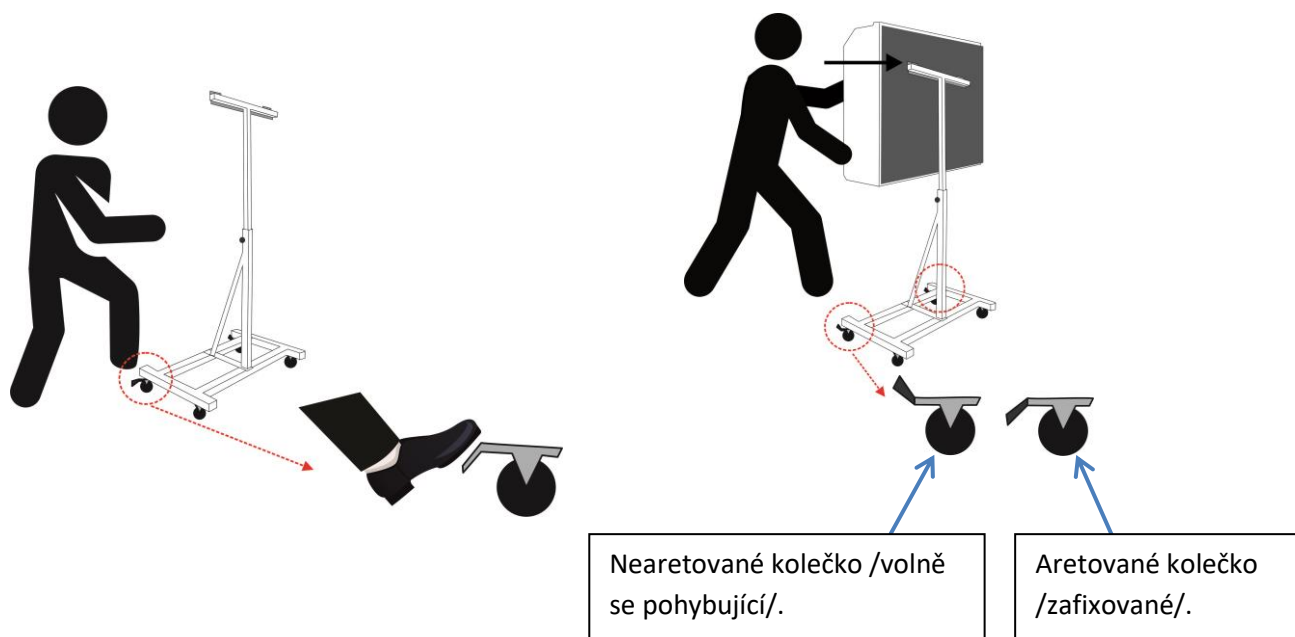 Nearetované kolečko /volně
se pohybující/.
Aretované kolečko
/zafixované/.